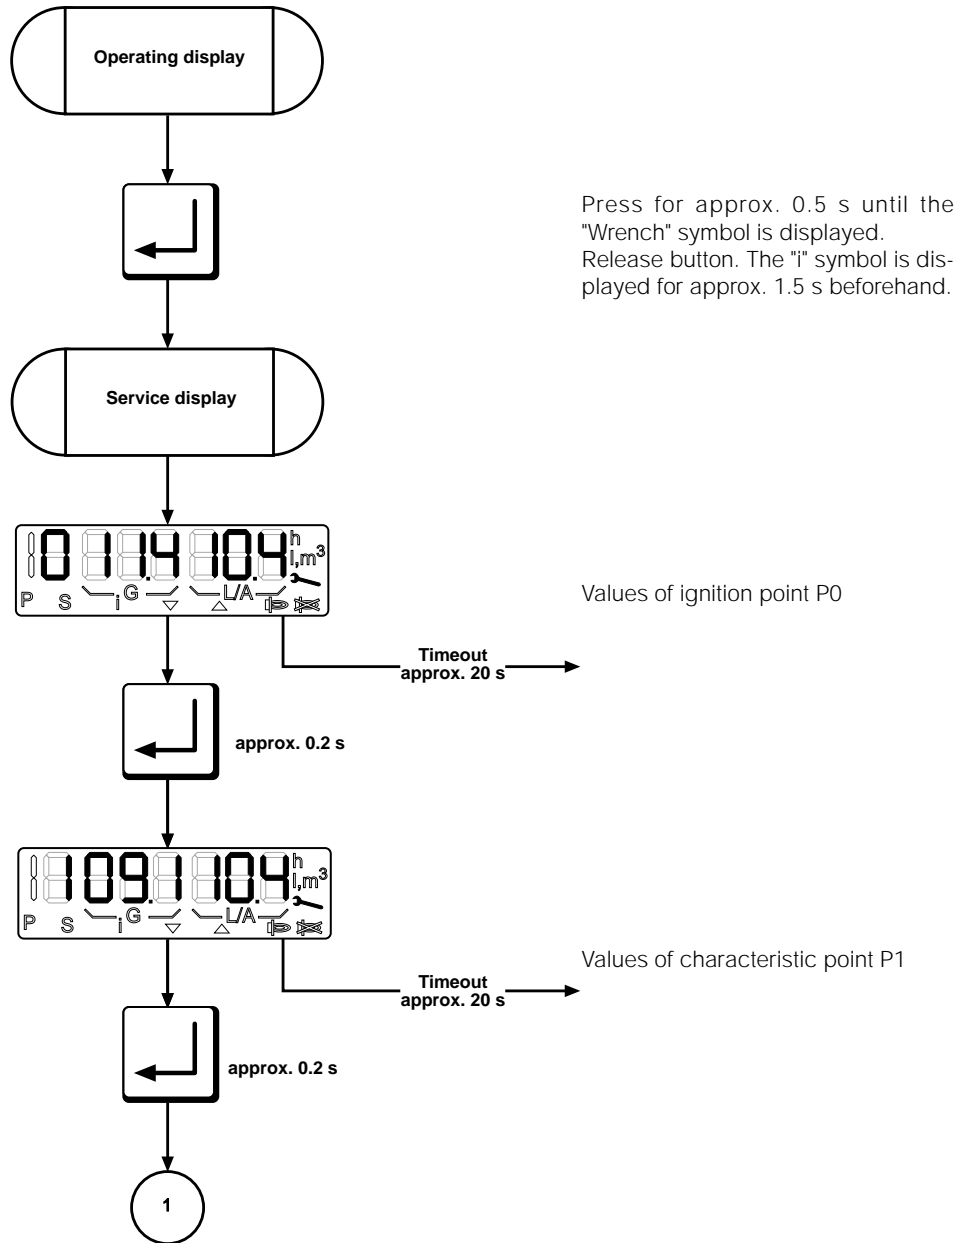 Operating display
Press for approx. 0.5 s until the
"Wrench" symbol is displayed.
Release button. The "i" symbol is dis-
played for approx. 1.5 s beforehand.
Service display
0 11.4 10.4 h
l,m³
P S i G L/A
Values of ignition point P0
Timeout
approx. 20 s
approx. 0.2 s
1 09.1 10.4 h
l,m³
P S i G L/A
Values of characteristic point P1
Timeout
approx. 20 s
approx. 0.2 s
1